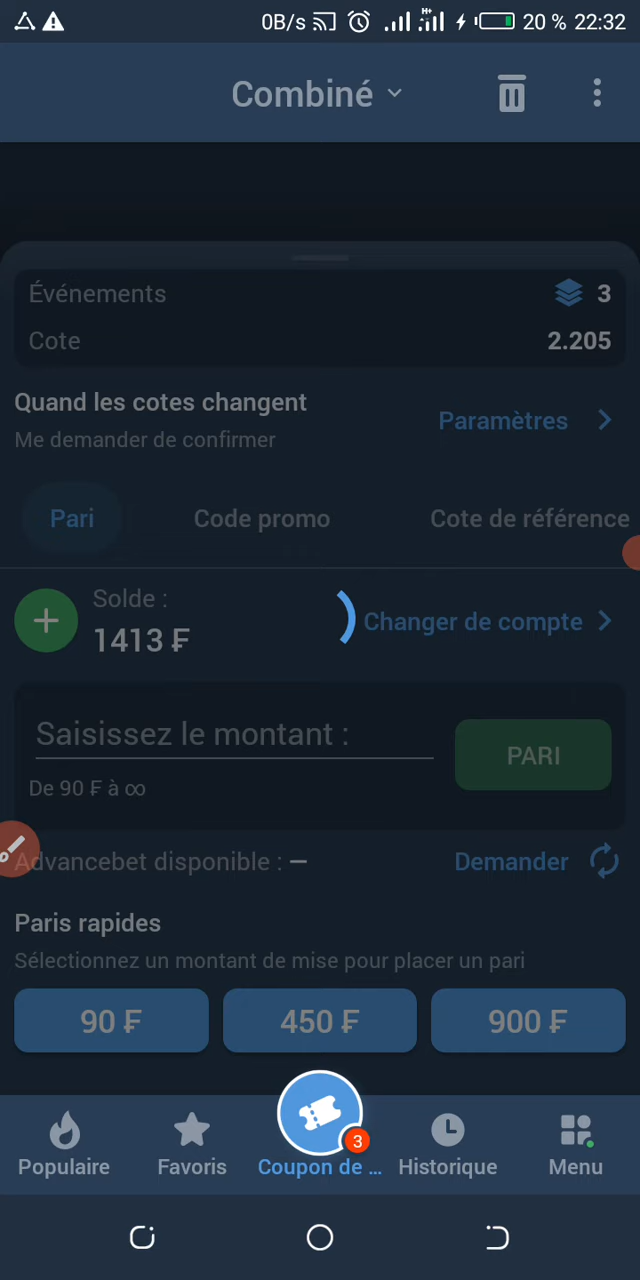 0B/s H+ 20 % 22:32
Combiné
Événements 3
Cote 2.205
Quand les cotes changent
Me demander de confirmer
Paramètres
Pari Code promo Cote de référence
Solde :
1413 ₣
Changer de compte
Saisissez le montant :
De 90 ₣ à ∞
PARI
Advancebet disponible : –
Demander
Paris rapides
Sélectionnez un montant de mise pour placer un pari
90 ₣ 450 ₣ 900 ₣
3
Populaire Favoris Coupon de ... Historique Menu